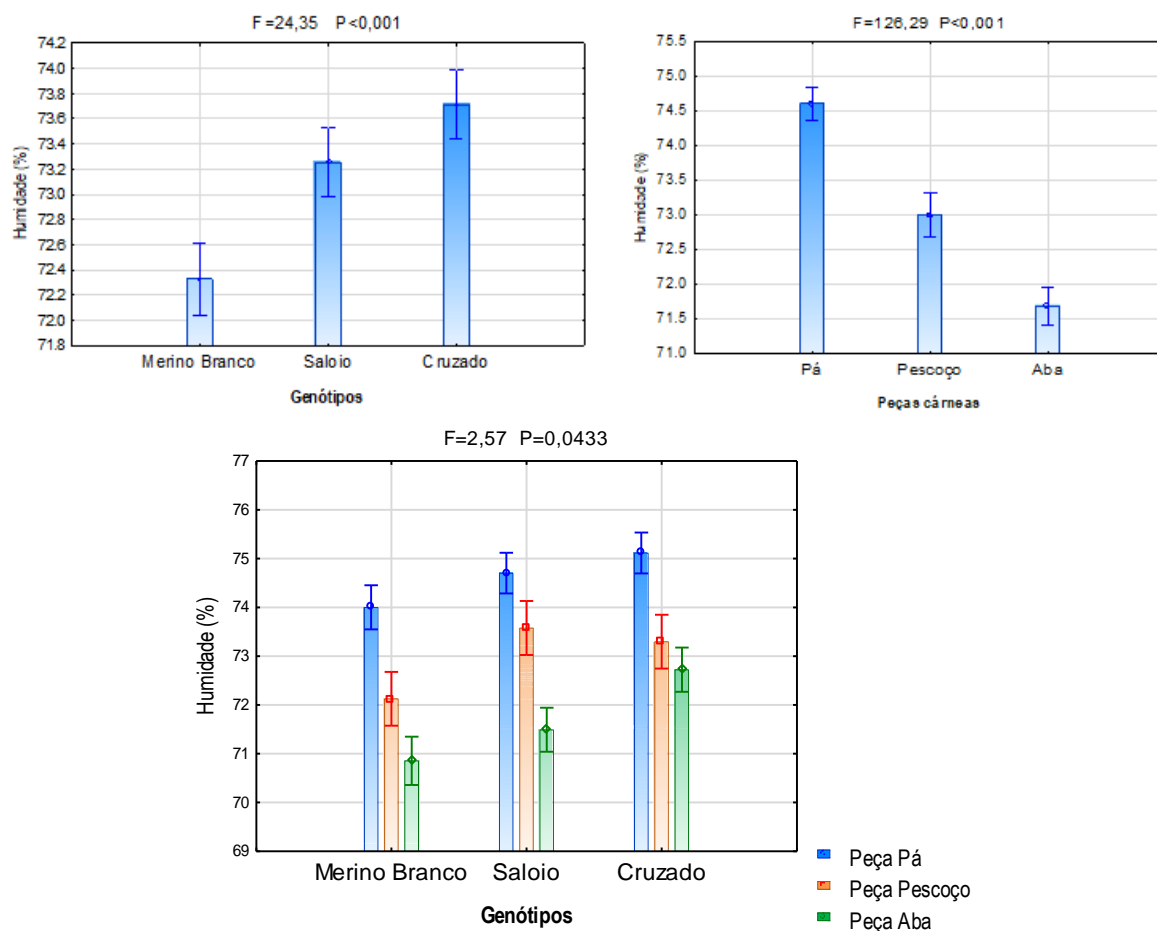 F=24,35 P<0,001
74.2
74.0
73.8
73.6
73.4
73.2
73.0
72.8
72.6
72.4
72.2
72.0
71.8
Humidade (%)
Merino Branco Saloio Cruzado
Genótipos
F=126,29 P<0,001
75.5
75.0
74.5
74.0
73.5
73.0
72.5
72.0
71.5
71.0
Humidade (%)
Pá Pescoço Aba
Peças cárneas
F=2,57 P=0,0433
77
76
75
74
73
72
71
70
69
Humidade (%)
Merino Branco Saloio Cruzado
Genótipos
Peça Pá
Peça Pescoço
Peça Aba